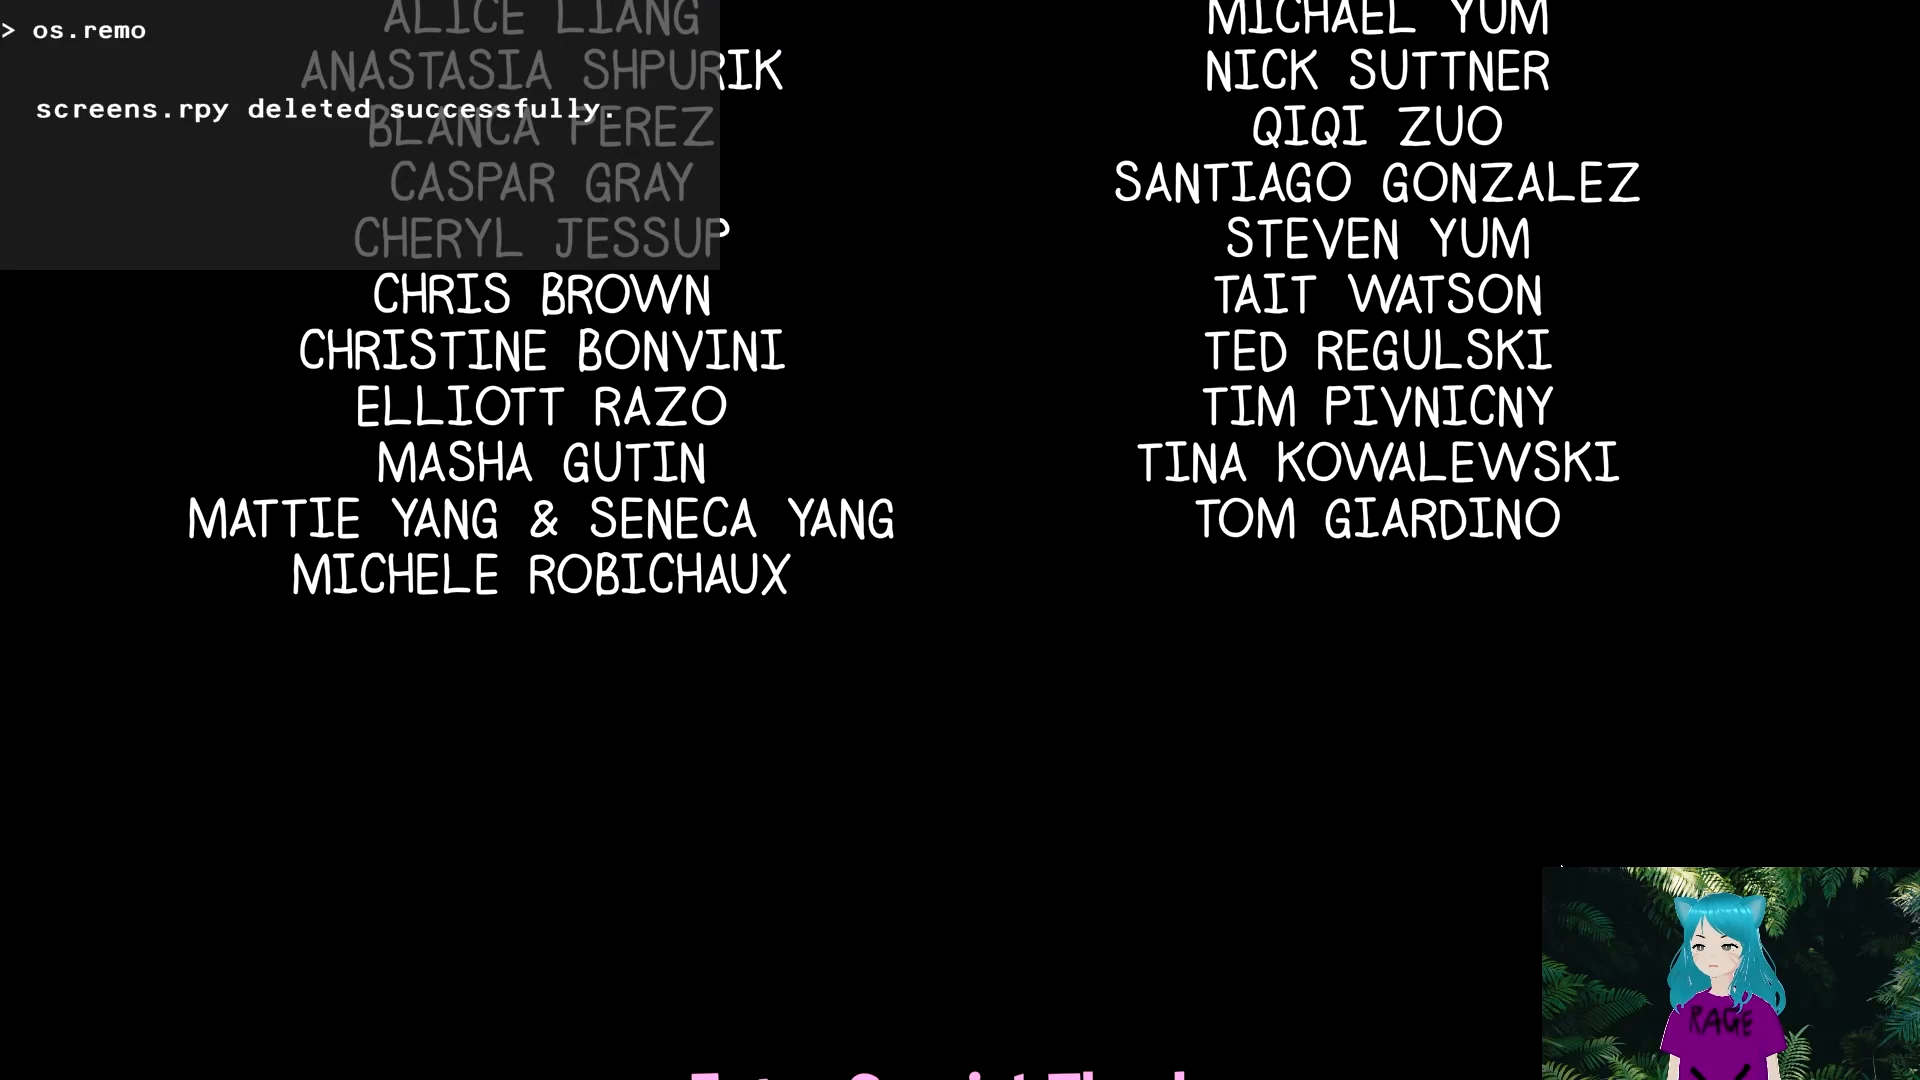 > os.remo
screens.rpy deleted successfully.
ALICE LIANG
ANASTASIA SHPURIK
BLANCA PEREZ
CASPAR GRAY
CHERYL JESSUP
CHRIS BROWN
CHRISTINE BONVINI
ELLIOTT RAZO
MASHA GUTIN
MATTIE YANG & SENECA YANG
MICHELE ROBICHAUX
MICHAEL YUM
NICK SUTTNER
QIQI ZUO
SANTIAGO GONZALEZ
STEVEN YUM
TAIT WATSON
TED REGULSKI
TIM PIVNICNY
TINA KOWALEWSKI
TOM GIARDINO
RAGE